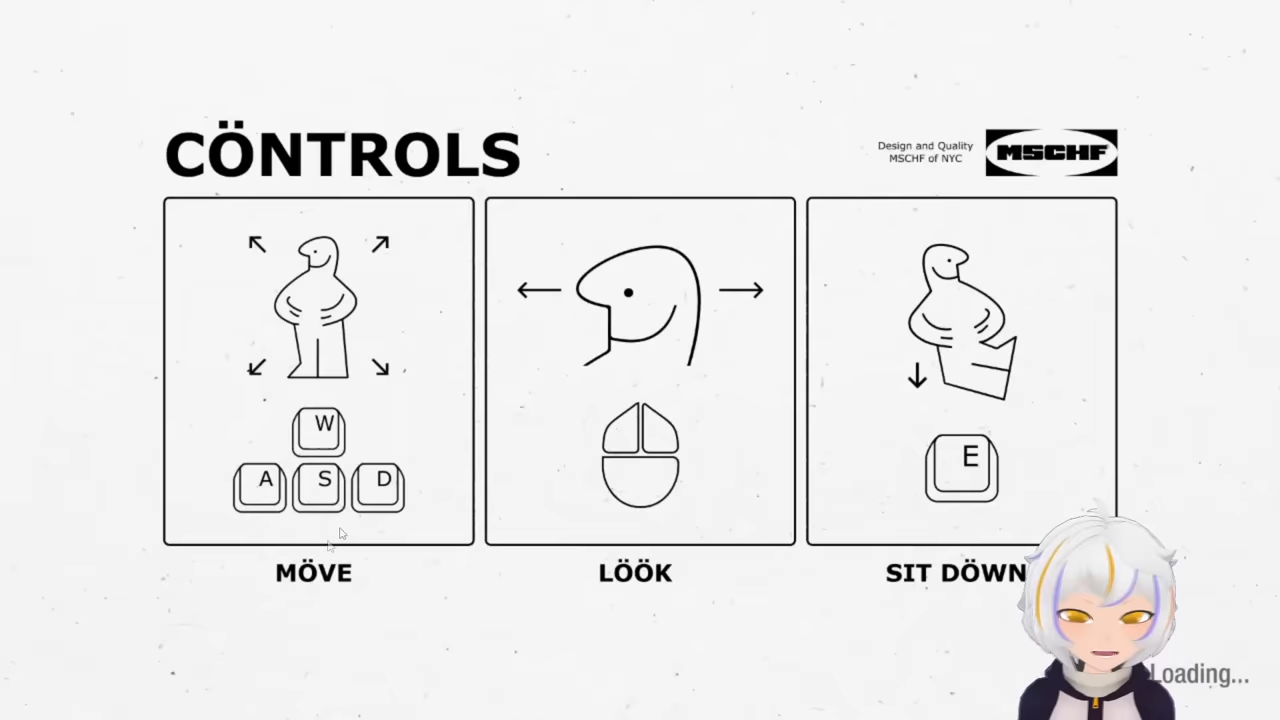 CÖNTROLS
Design and Quality
MSCHF of NYC
MSCHF
W
A S D
E
MÖVE
LÖÖK
SIT DÖWN
Loading...